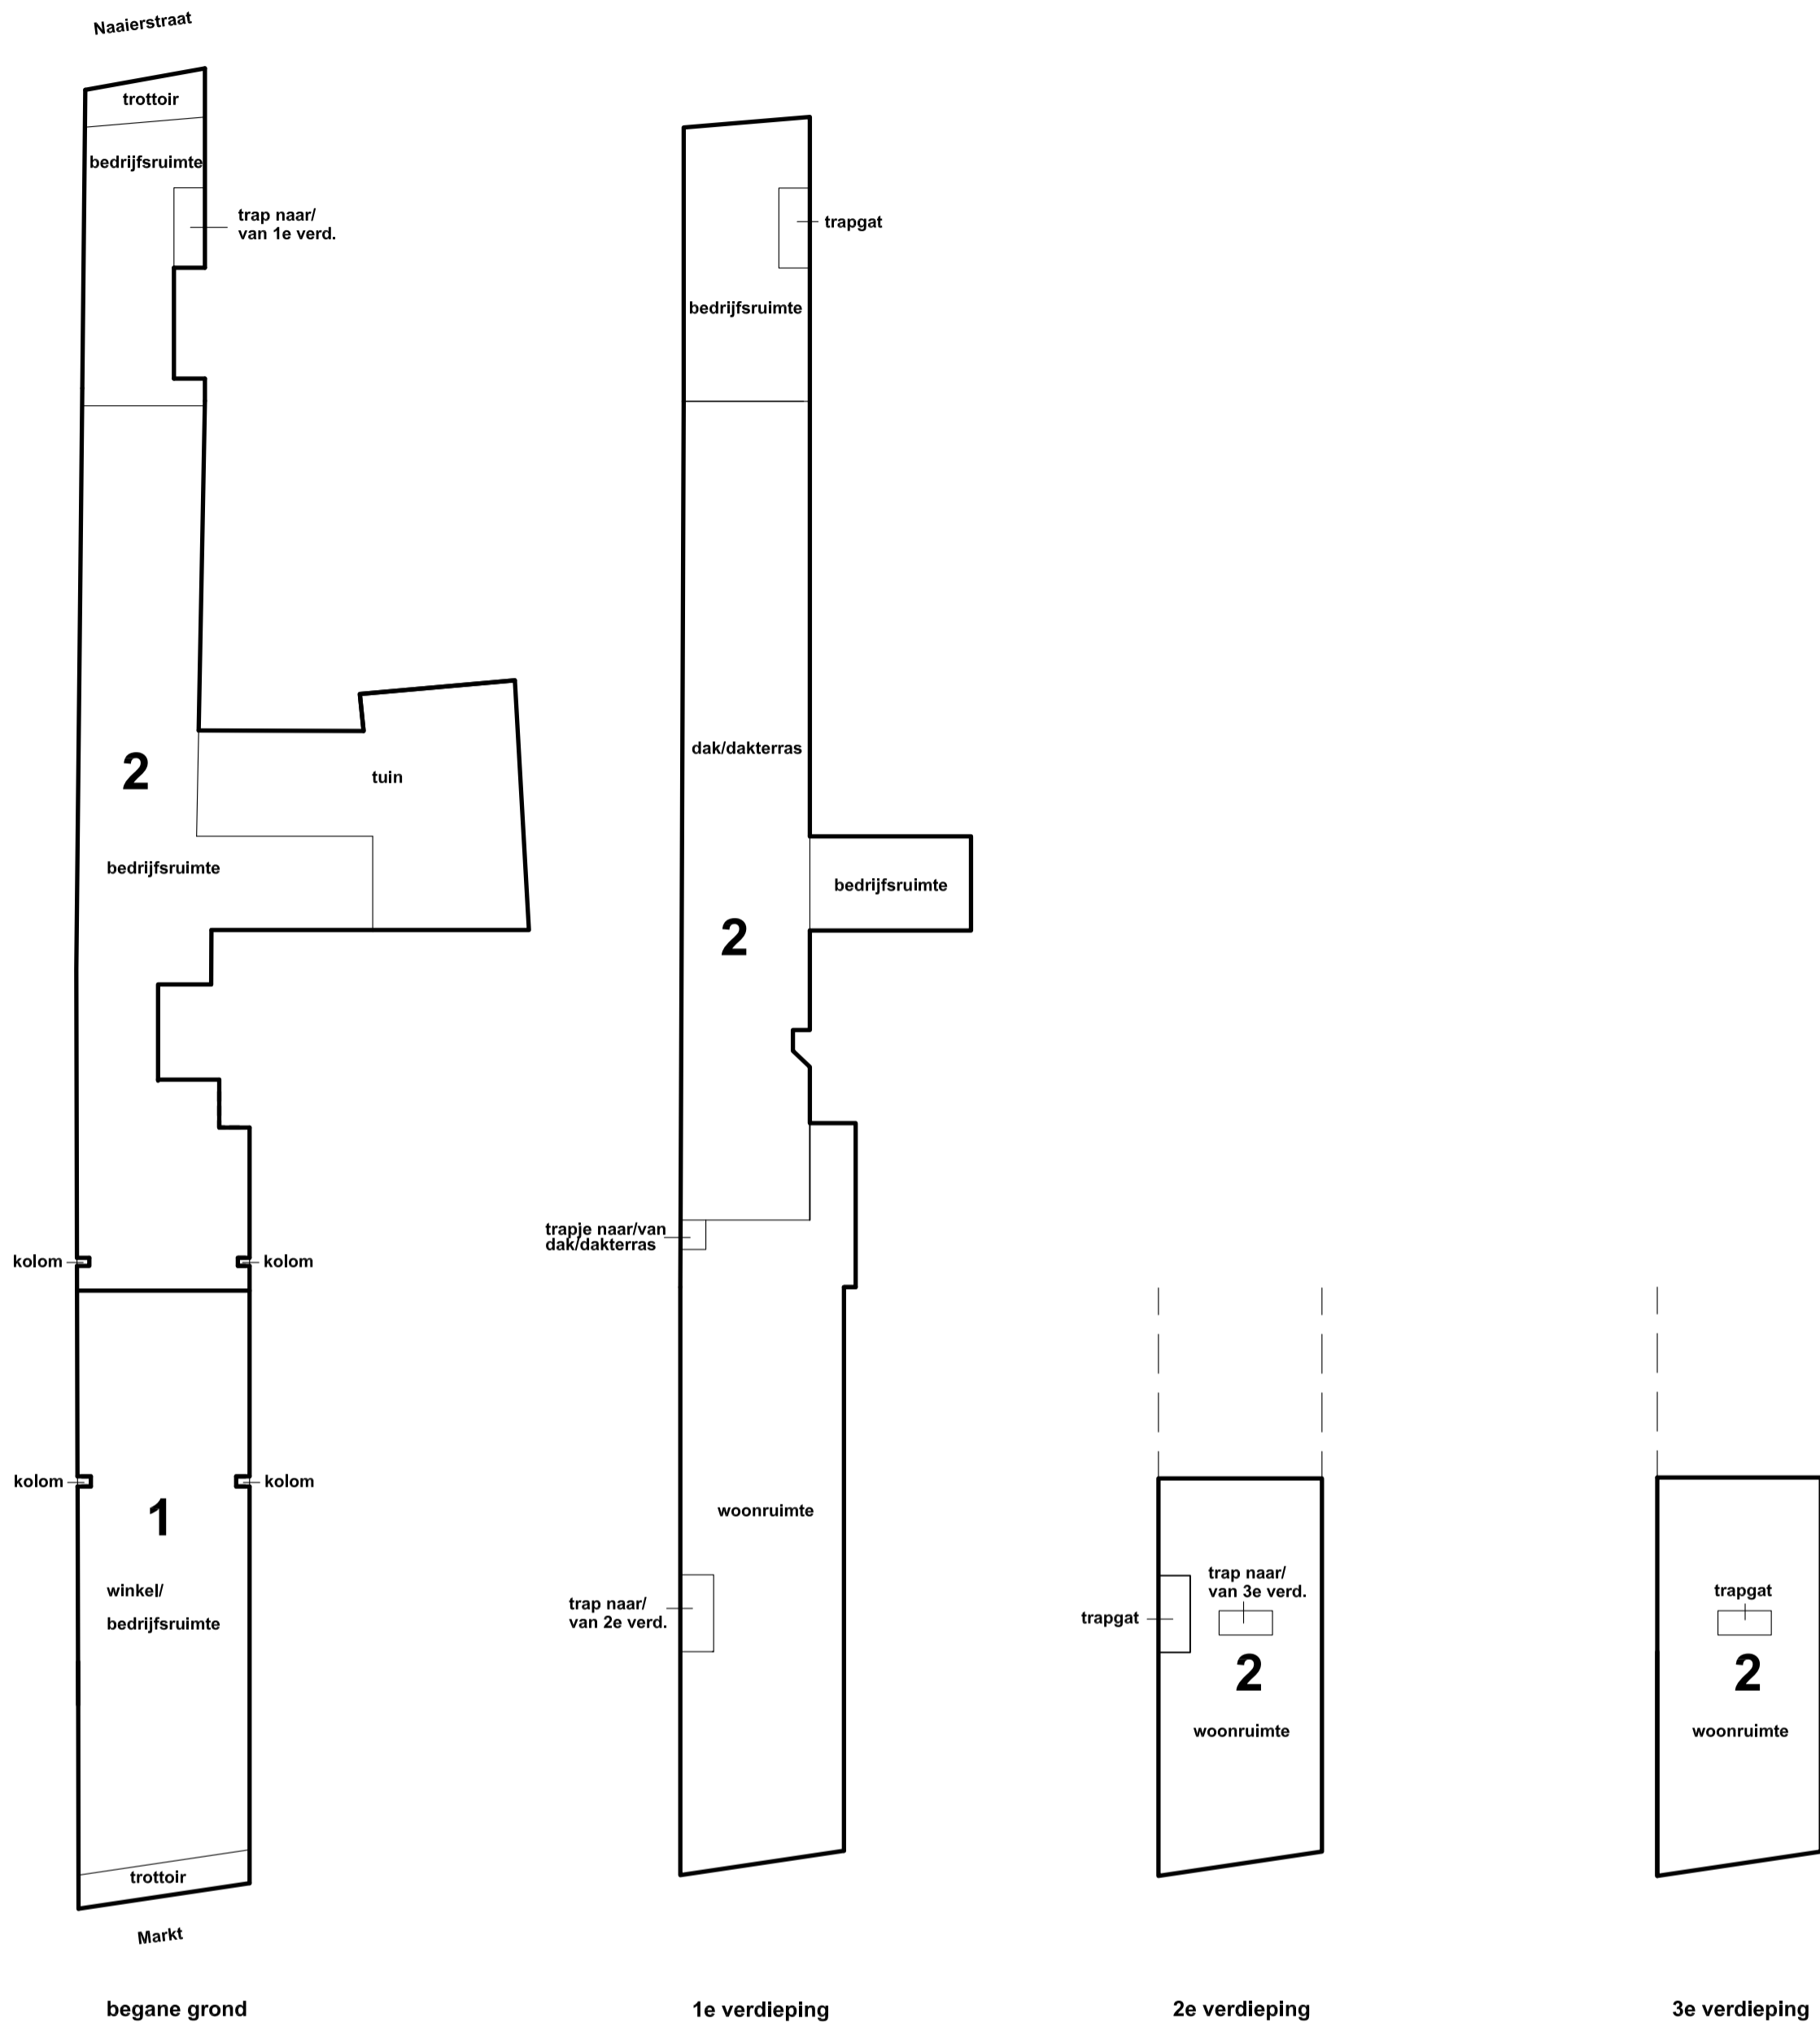 Naaierstraat
trottoir
bedrijfsruimte
trap naar/
van 1e verd.
2
tuin
bedrijfsruimte
kolom
kolom
kolom
kolom
1
winkel/
bedrijfsruimte
trottoir
Markt
begane grond
trapgat
bedrijfsruimte
dak/dakterras
bedrijfsruimte
2
trapje naar/van
dak/dakterras
woonruimte
trap naar/
van 2e verd.
1e verdieping
trap naar/
van 3e verd.
trapgat
2
woonruimte
2e verdieping
trapgat
2
woonruimte
3e verdieping